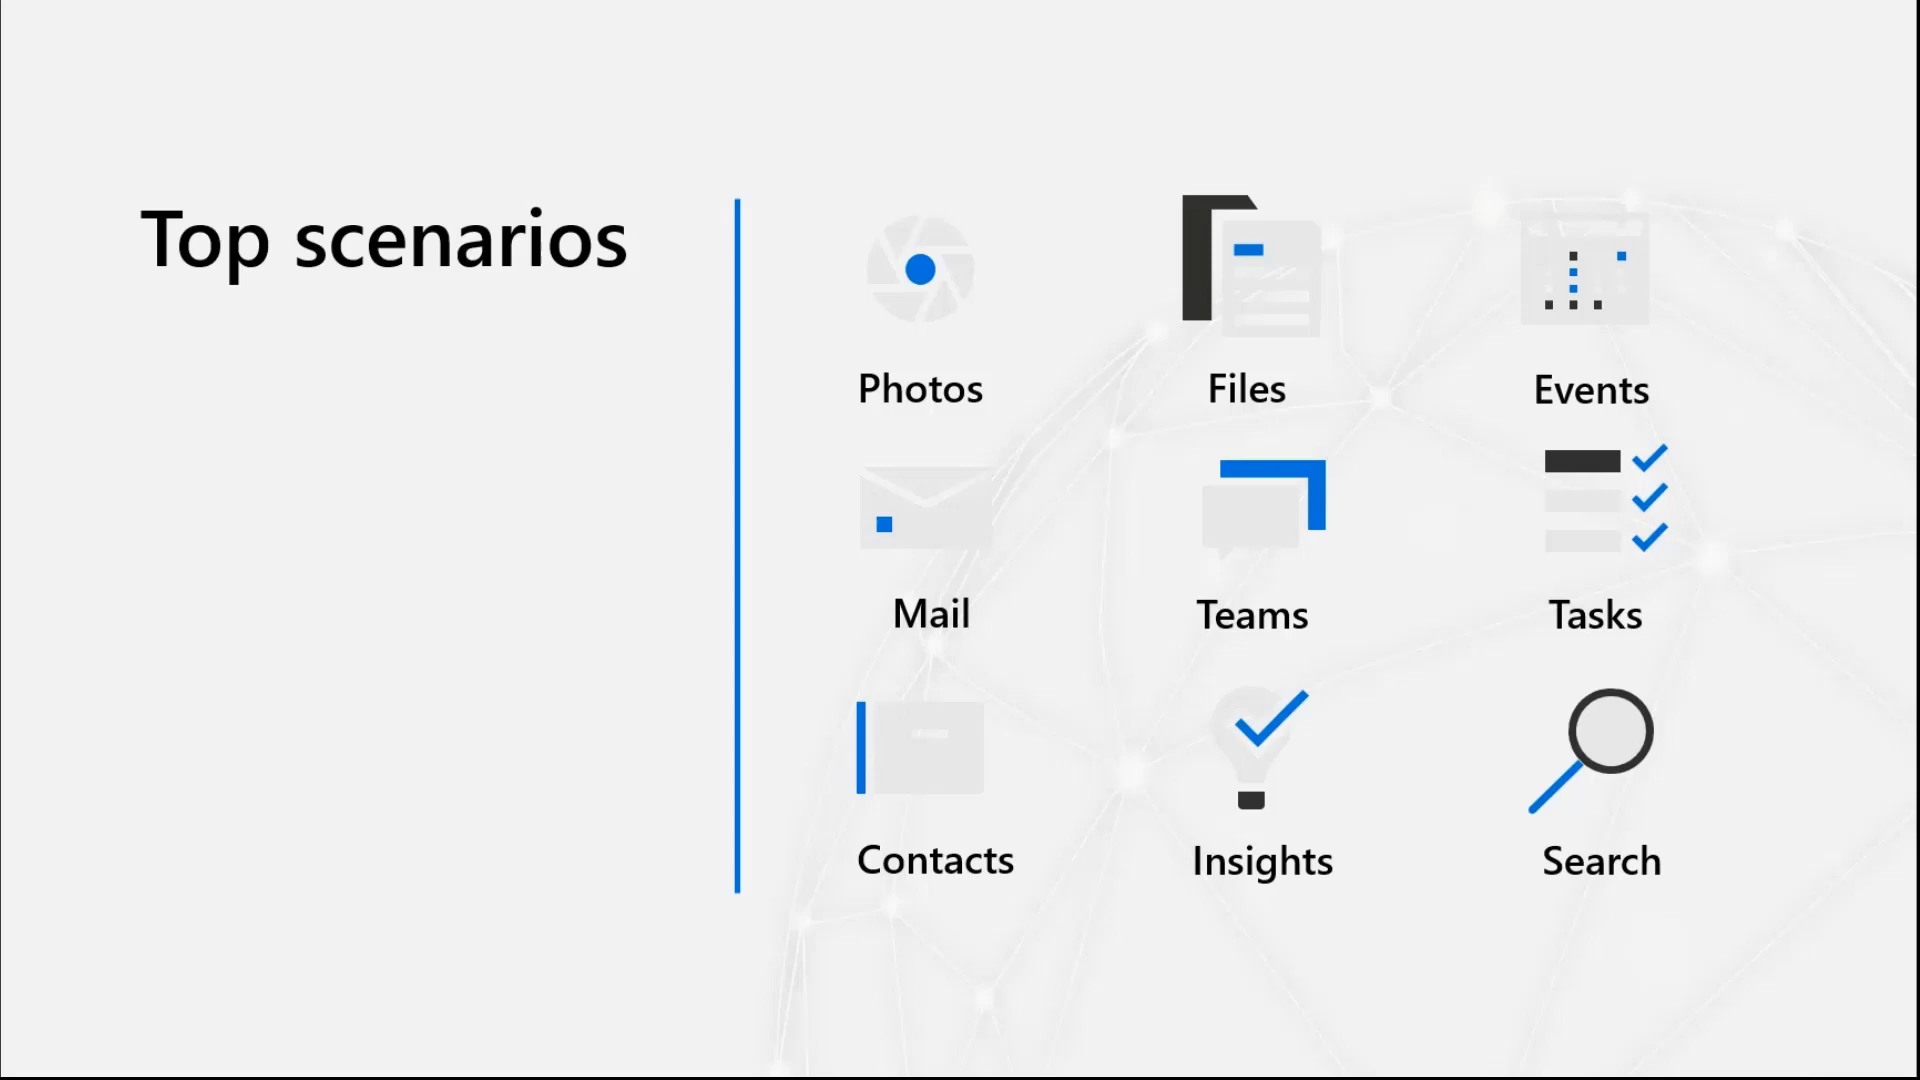 Top scenarios
Photos
Files
Events
Mail
Teams
Tasks
Contacts
Insights
Search